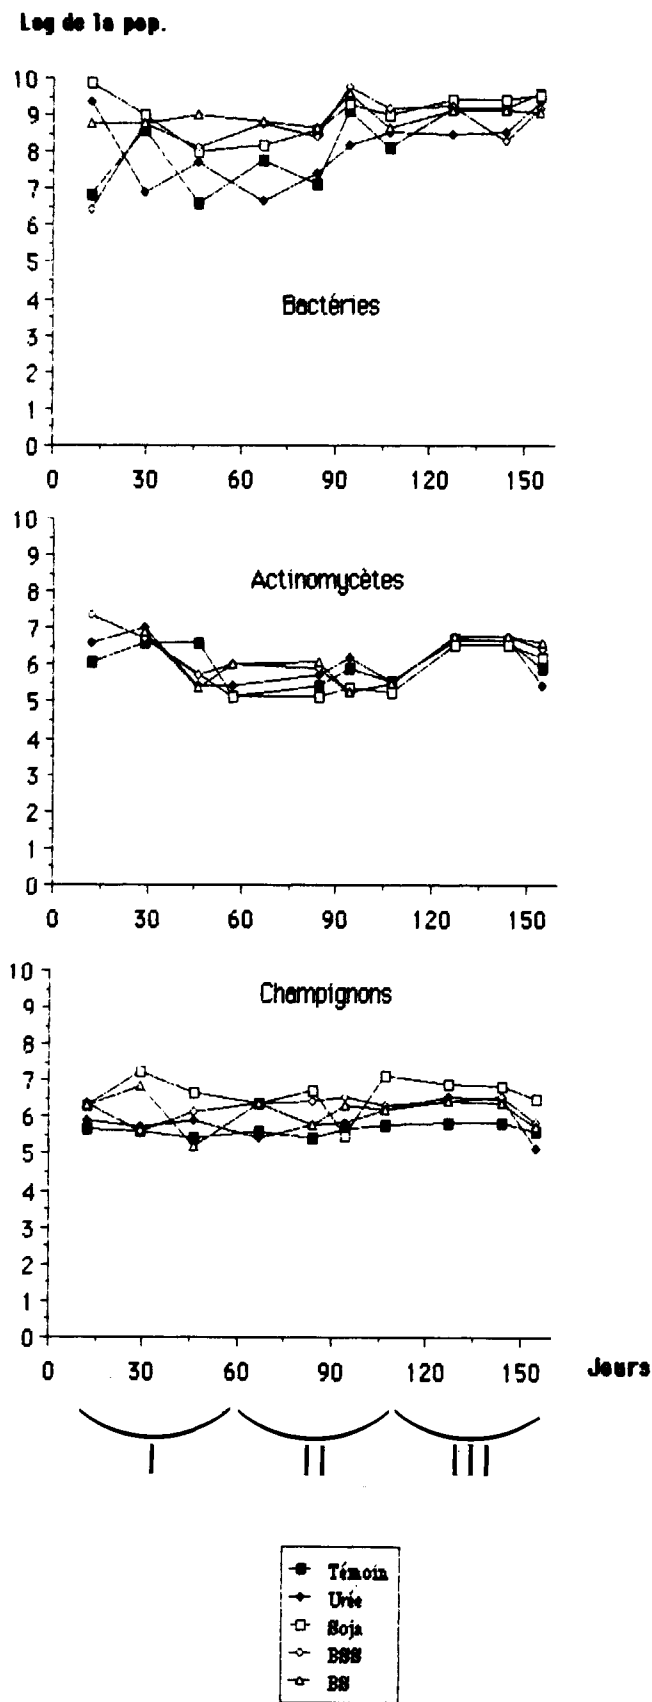 Log de la pop.
10
9
8
7
6
5
4
3
2
1
0
Bactéries
0 30 60 90 120 150
10
9
8
7
6
5
4
3
2
1
0
Actinomycètes
0 30 60 90 120 150
10
9
8
7
6
5
4
3
2
1
0
Champignons
0 30 60 90 120 150 Jours
I II III
Témoin
Urée
Soja
BSS
BS